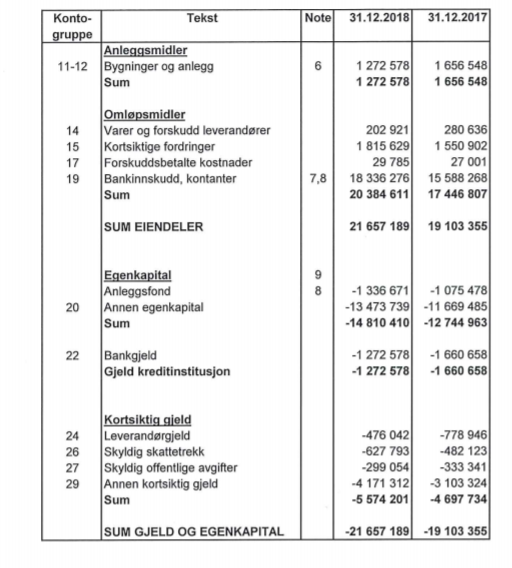 Konto-
gruppe Tekst Note 31.12.2018 31.12.2017
Anleggsmidler
11-12 Bygninger og anlegg 6 1 272 578 1 656 548
Sum 1 272 578 1 656 548
Omløpsmidler
14 Varer og forskudd leverandører 202 921 280 636
15 Kortsiktige fordringer 1 815 629 1 550 902
17 Forskuddsbetalte kostnader 29 785 27 001
19 Bankinnskudd, kontanter 7,8 18 336 276 15 588 268
Sum 20 384 611 17 446 807
SUM EIENDELER 21 657 189 19 103 355
Egenkapital 9
Anleggsfond 8 -1 336 671 -1 075 478
20 Annen egenkapital -13 473 739 -11 669 485
Sum -14 810 410 -12 744 963
22 Bankgjeld -1 272 578 -1 660 658
Gjeld kreditinstitusjon -1 272 578 -1 660 658
Kortsiktig gjeld
24 Leverandørgjeld -476 042 -778 946
26 Skyldig skattetrekk -627 793 -482 123
27 Skyldig offentlige avgifter -299 054 -333 341
29 Annen kortsiktig gjeld -4 171 312 -3 103 324
Sum -5 574 201 -4 697 734
SUM GJELD OG EGENKAPITAL -21 657 189 -19 103 355